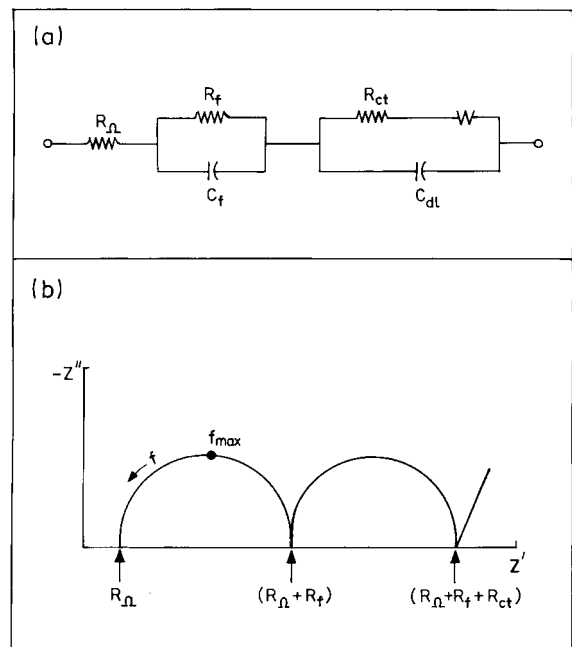 (a)
R_Ω
R_f
C_f
R_ct
W
C_dl
(b)
-Z"
f
f_max
Z'
R_Ω
(R_Ω + R_f)
(R_Ω+R_f + R_ct)